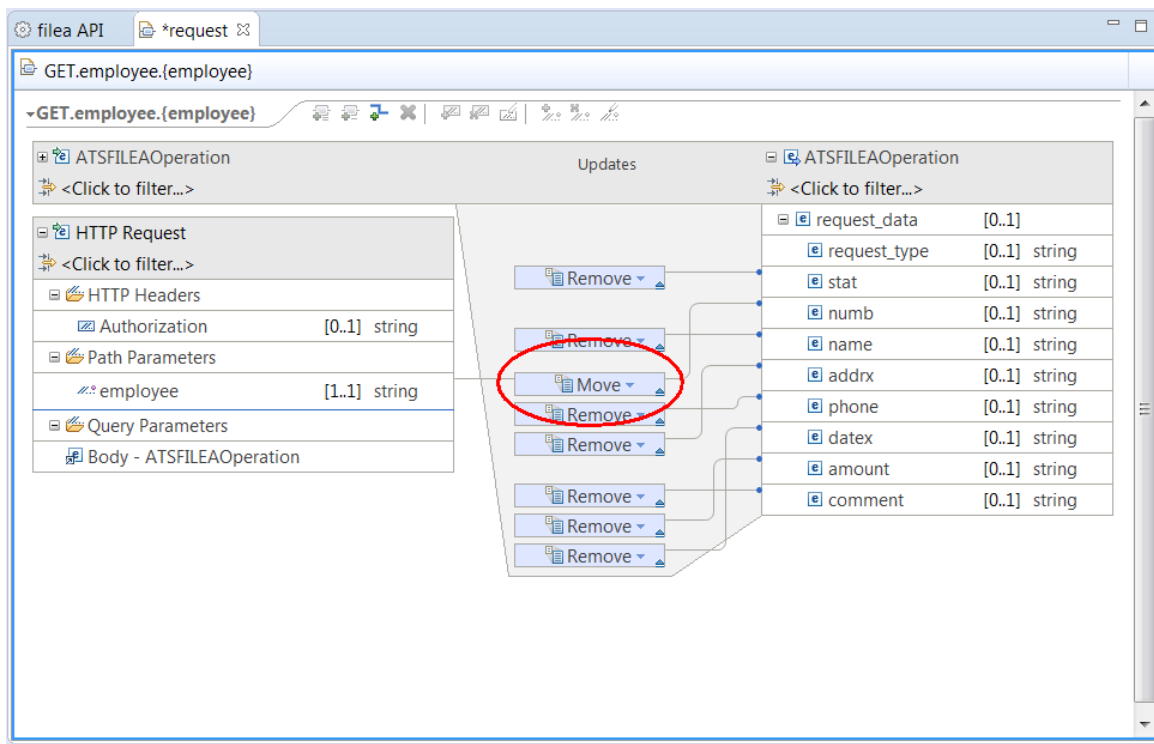 filea API
*request
GET.employee.{employee}
GET.employee.{employee}
ATSFILEAOperation
<Click to filter...>
HTTP Request
<Click to filter...>
HTTP Headers
Authorization [0..1] string
Path Parameters
employee [1..1] string
Query Parameters
Body - ATSFILEAOperation
Updates
Remove
Remove
Move
Remove
Remove
Remove
Remove
Remove
ATSFILEAOperation
<Click to filter...>
request_data [0..1]
request_type [0..1] string
stat [0..1] string
numb [0..1] string
name [0..1] string
addrx [0..1] string
phone [0..1] string
datex [0..1] string
amount [0..1] string
comment [0..1] string